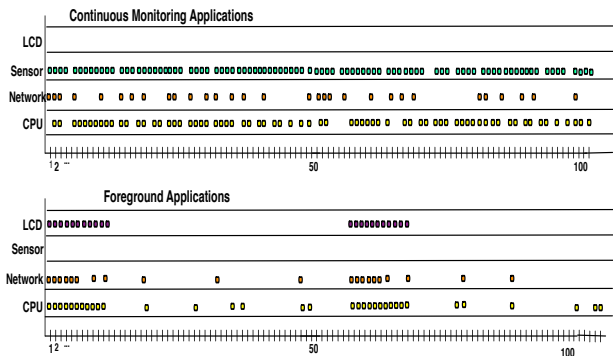 Continuous Monitoring Applications
LCD
Sensor
Network
CPU
1 2 ... 50 100
Foreground Applications
LCD
Sensor
Network
CPU
1 2 ... 50 100